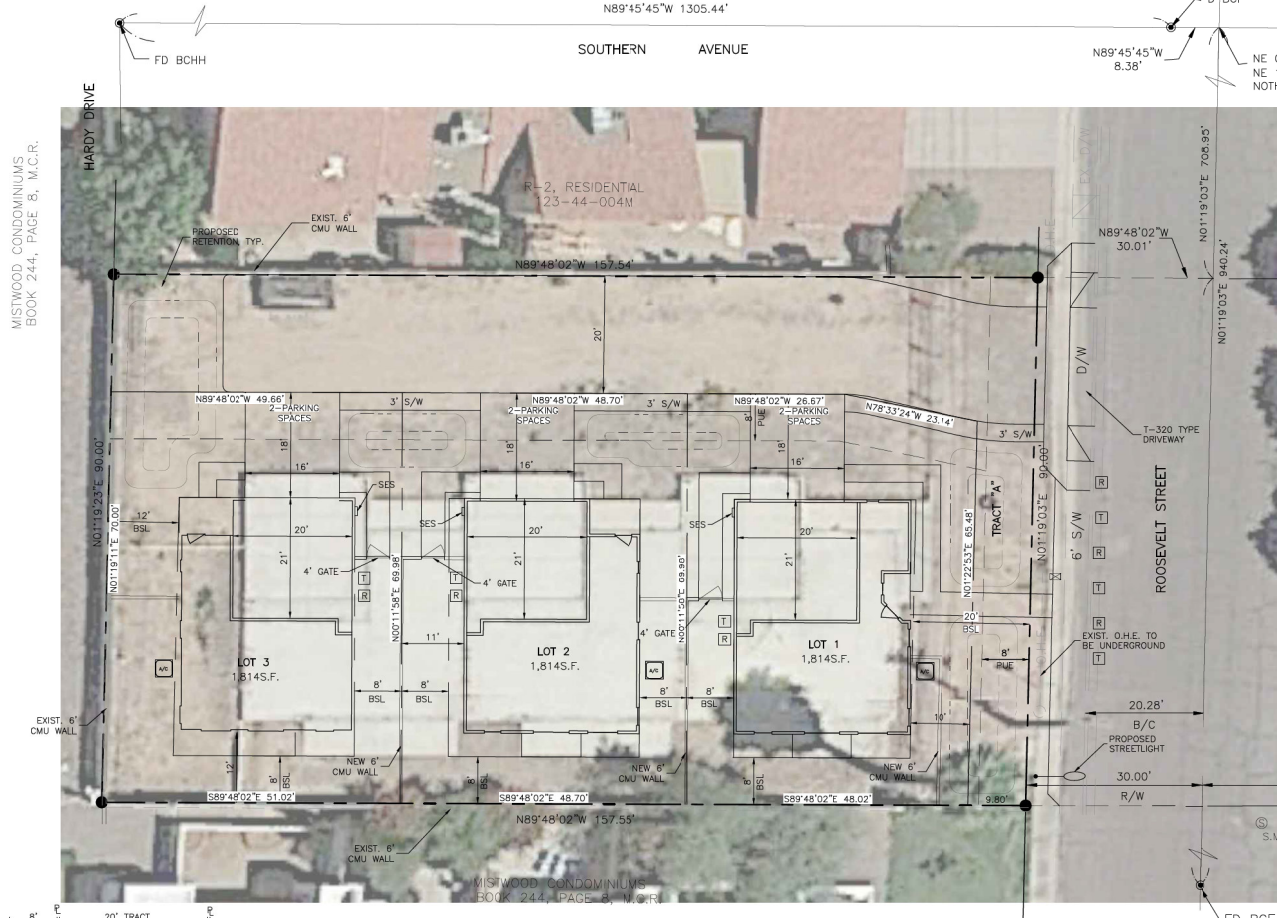 N89°45'45"W 1305.44'
SOUTHERN AVENUE
FD BCHH
N89°45'45"W
8.38'
HARDY DRIVE
MISTWOOD CONDOMINIUMS
BOOK 244, PAGE 8, M.C.R.
R-2, RESIDENTIAL
123-44-004M
EXIST. 6'
CMU WALL
PROPOSED
RETENTION TYP.
N89°48'02"W 157.54'
N89°48'02"W
30.01'
N01°19'03"E 708.95'
N01°19'03"E 940.24'
20'
D/W
T-320 TYPE
DRIVEWAY
N89°48'02"W 49.66'
2-PARKING
SPACES
3' S/W
N89°48'02"W 48.70'
2-PARKING
SPACES
3' S/W
N89°48'02"W 26.67'
2-PARKING
SPACES
8'
PUE
N78°33'24"W 23.14'
3' S/W
18'
18'
18'
16'
16'
16'
SES
SES
SES
N01°19'23"E 90.00'
N01°19'11"E 70.00'
12'
BSL
20'
20'
20'
21'
21'
21'
4' GATE
4' GATE
4' GATE
T
R
T
R
T
R
N00°11'58"E 69.98'
11'
TRACT "A"
N01°22'53"E 65.48'
N01°19'03"E 90.00'
6' S/W
ROOSEVELT STREET
R
T
R
T
R
T
20'
BSL
8'
PUE
EXIST. O.H.E. TO
BE UNDERGROUND
LOT 3
1,814S.F.
LOT 2
1,814S.F.
LOT 1
1,814S.F.
A/C
A/C
A/C
8'
BSL
8'
BSL
8'
BSL
8'
BSL
10'
20.28'
B/C
PROPOSED
STREETLIGHT
30.00'
R/W
EXIST. 6'
CMU WALL
12'
8'
BSL
NEW 6'
CMU WALL
8'
BSL
NEW 6'
CMU WALL
8'
BSL
NEW 6'
CMU WALL
S89°48'02"E 51.02'
S89°48'02"E 48.70'
S89°48'02"E 48.02'
9.80'
N89°48'02"W 157.55'
EXIST. 6'
CMU WALL
MISTWOOD CONDOMINIUMS
BOOK 244, PAGE 8, M.C.R.
S
8'
20' TRACT